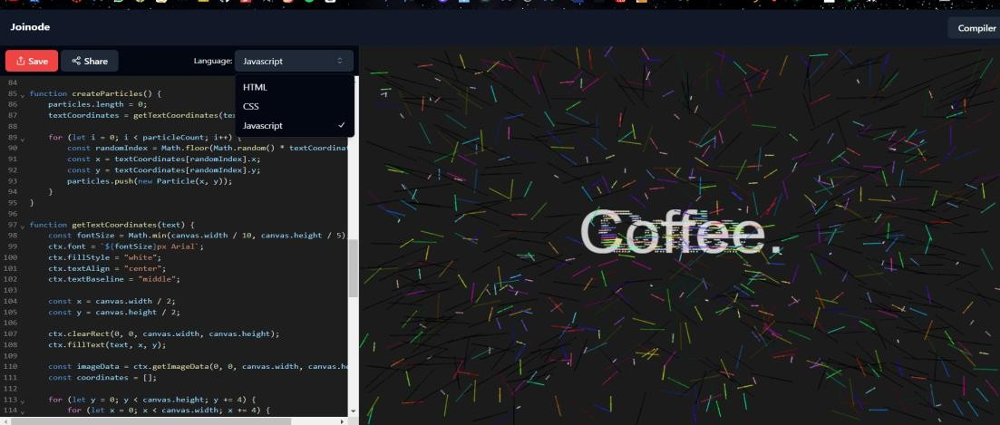 Joinode
Compiler
Save
Share
Language:
Javascript
HTML
CSS
Javascript
84
85 function createParticles() {
86 particles.length = 0;
87 textCoordinates = getTextCoordinates(
88
89 for (let i = 0; i < particleCount; i++) {
90 const randomIndex = Math.floor(Math.random() * textCoordinat
91 const x = textCoordinates[randomIndex].x;
92 const y = textCoordinates[randomIndex].y;
93 particles.push(new Particle(x, y));
94 }
95 }
96
97 function getTextCoordinates(text) {
98 const fontSize = Math.min(canvas.width / 10, canvas.height / 5)
99 ctx.font = `${fontSize}px Arial`;
100 ctx.fillStyle = "white";
101 ctx.textAlign = "center";
102 ctx.textBaseline = "middle";
103
104 const x = canvas.width / 2;
105 const y = canvas.height / 2;
106
107 ctx.clearRect(0, 0, canvas.width, canvas.height);
108 ctx.fillText(text, x, y);
109
110 const imageData = ctx.getImageData(0, 0, canvas.width, canvas.he
111 const coordinates = [];
112
113 for (let y = 0; y < canvas.height; y += 4) {
114 for (let x = 0; x < canvas.width; x += 4) {
Coffee.